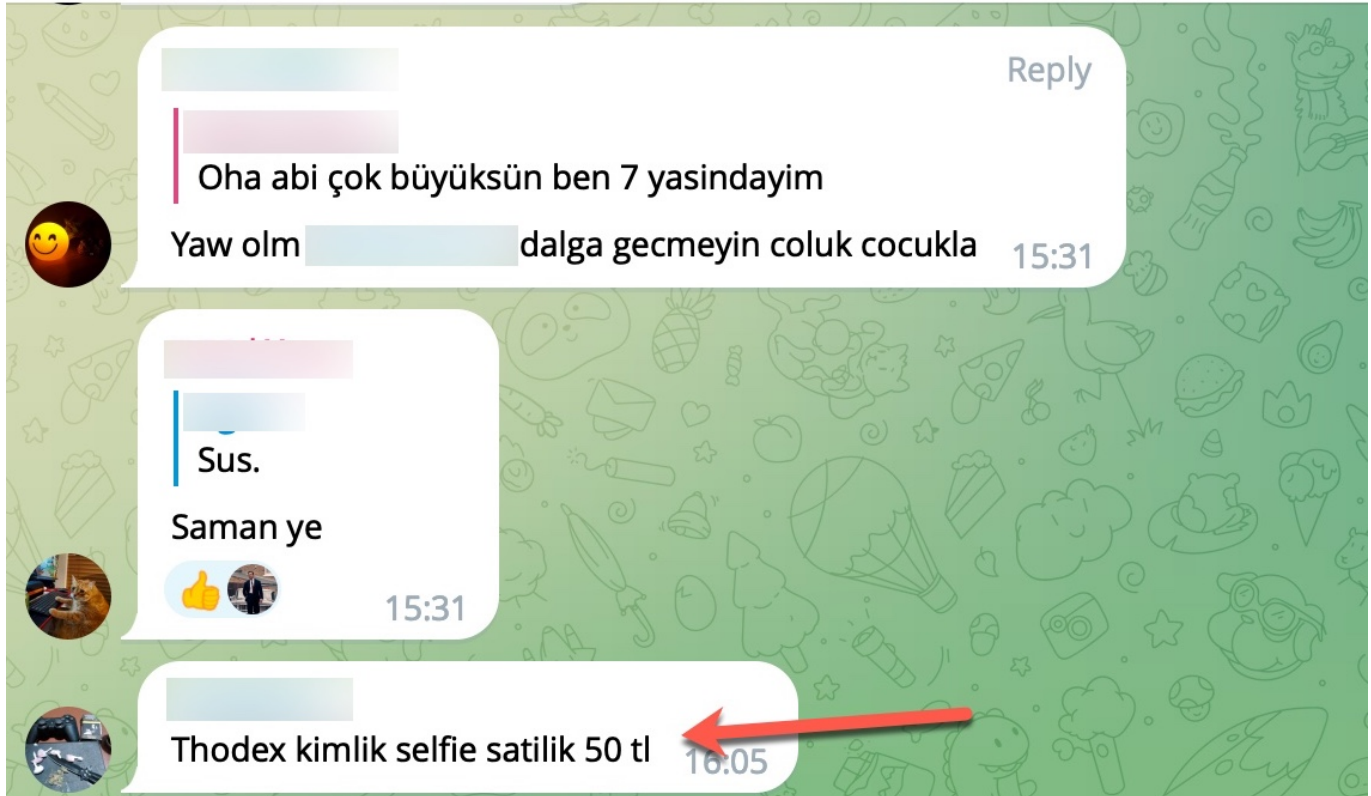 Reply
Oha abi çok büyüksün ben 7 yasindayim
Yaw olm dalga gecmeyin coluk cocukla 15:31
Sus.
Saman ye
15:31
Thodex kimlik selfie satilik 50 tl 16:05